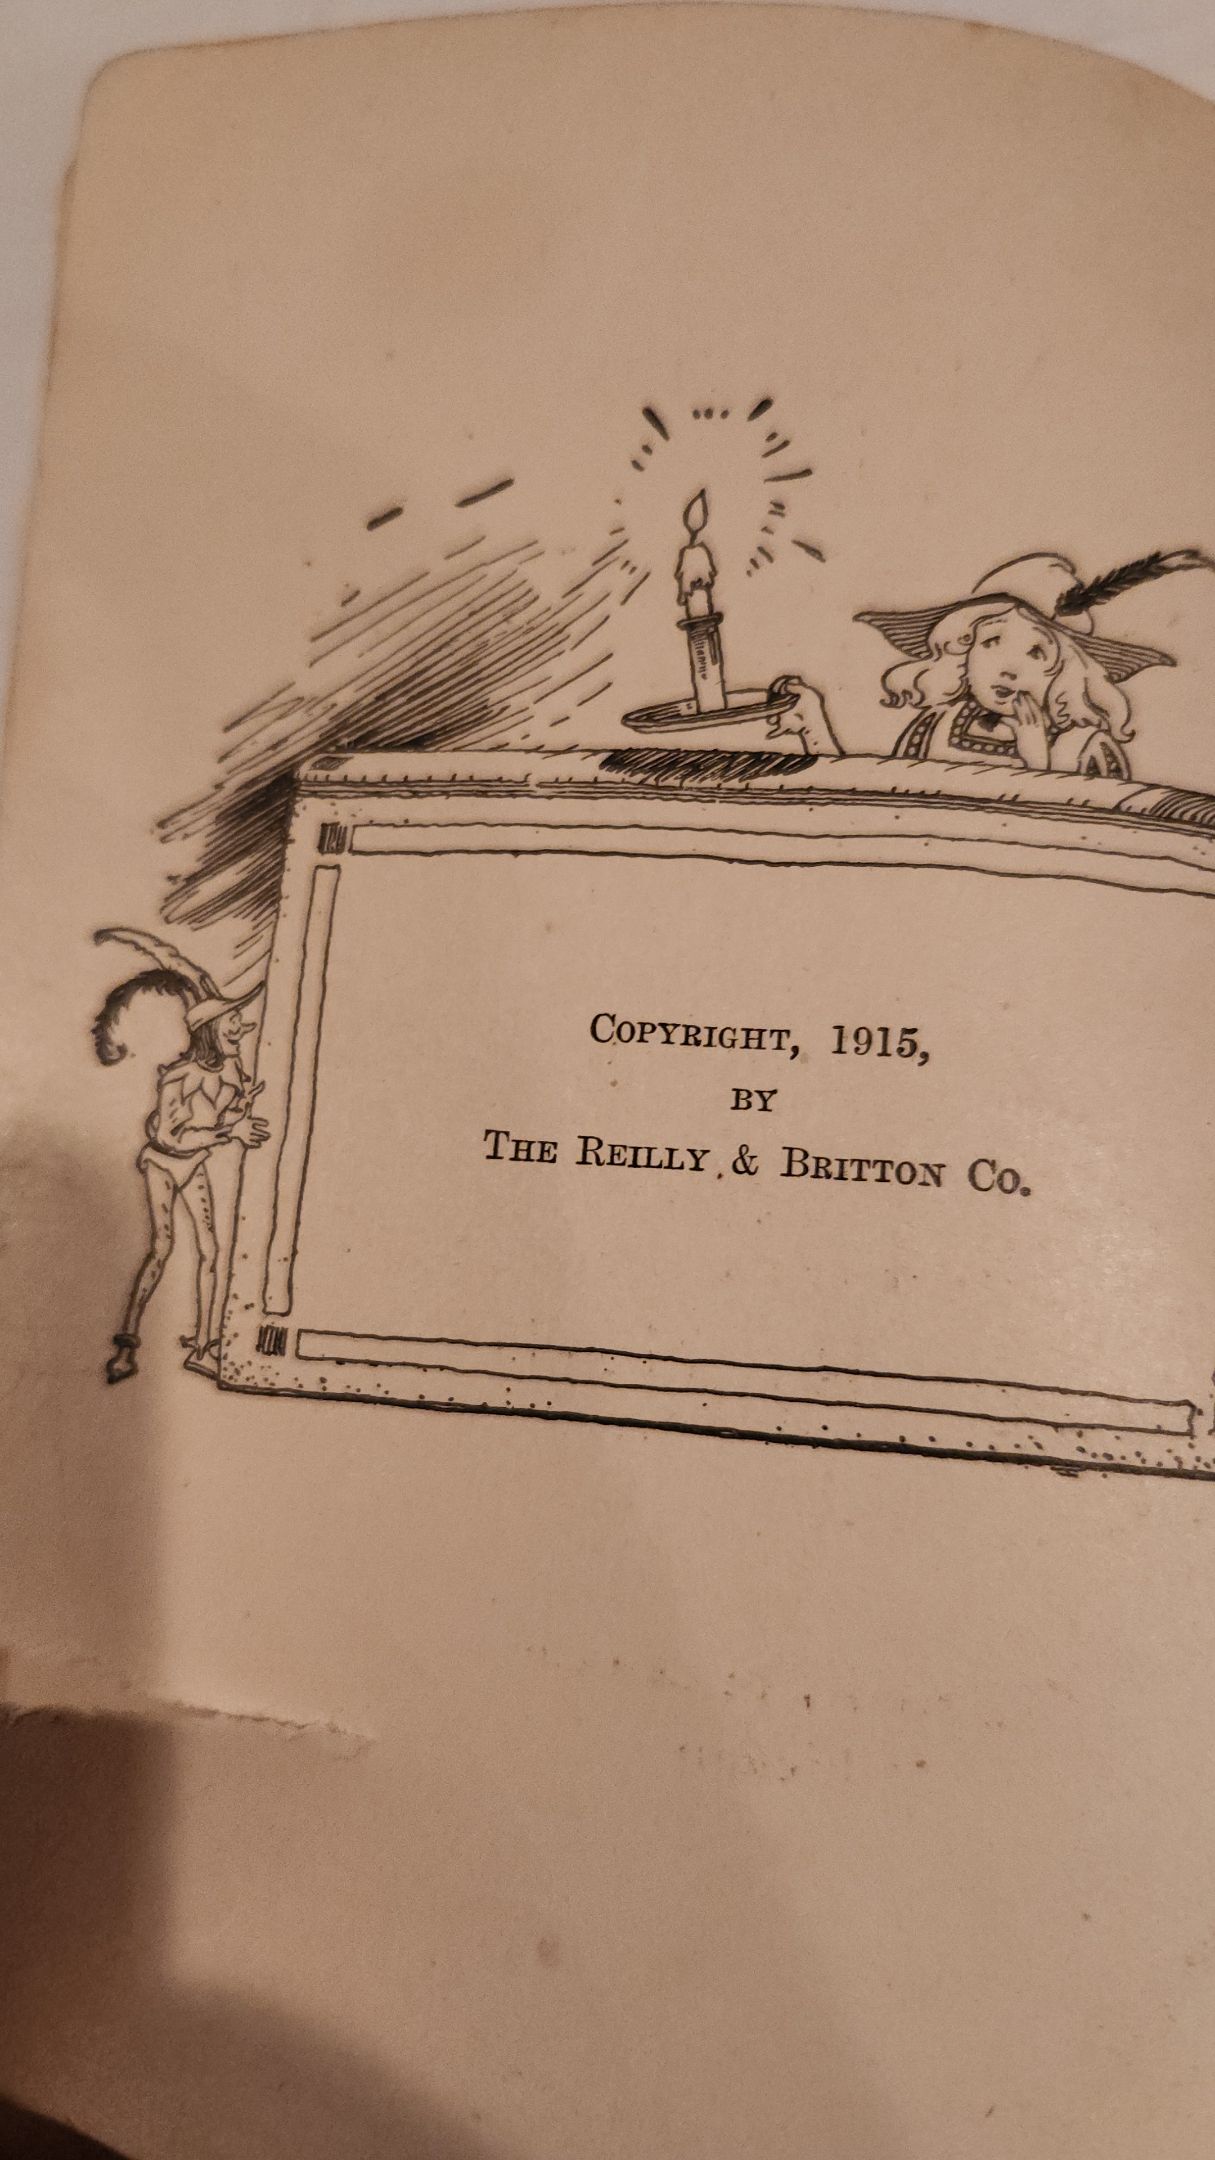 Copyright, 1915,
by
The Reilly & Britton Co.